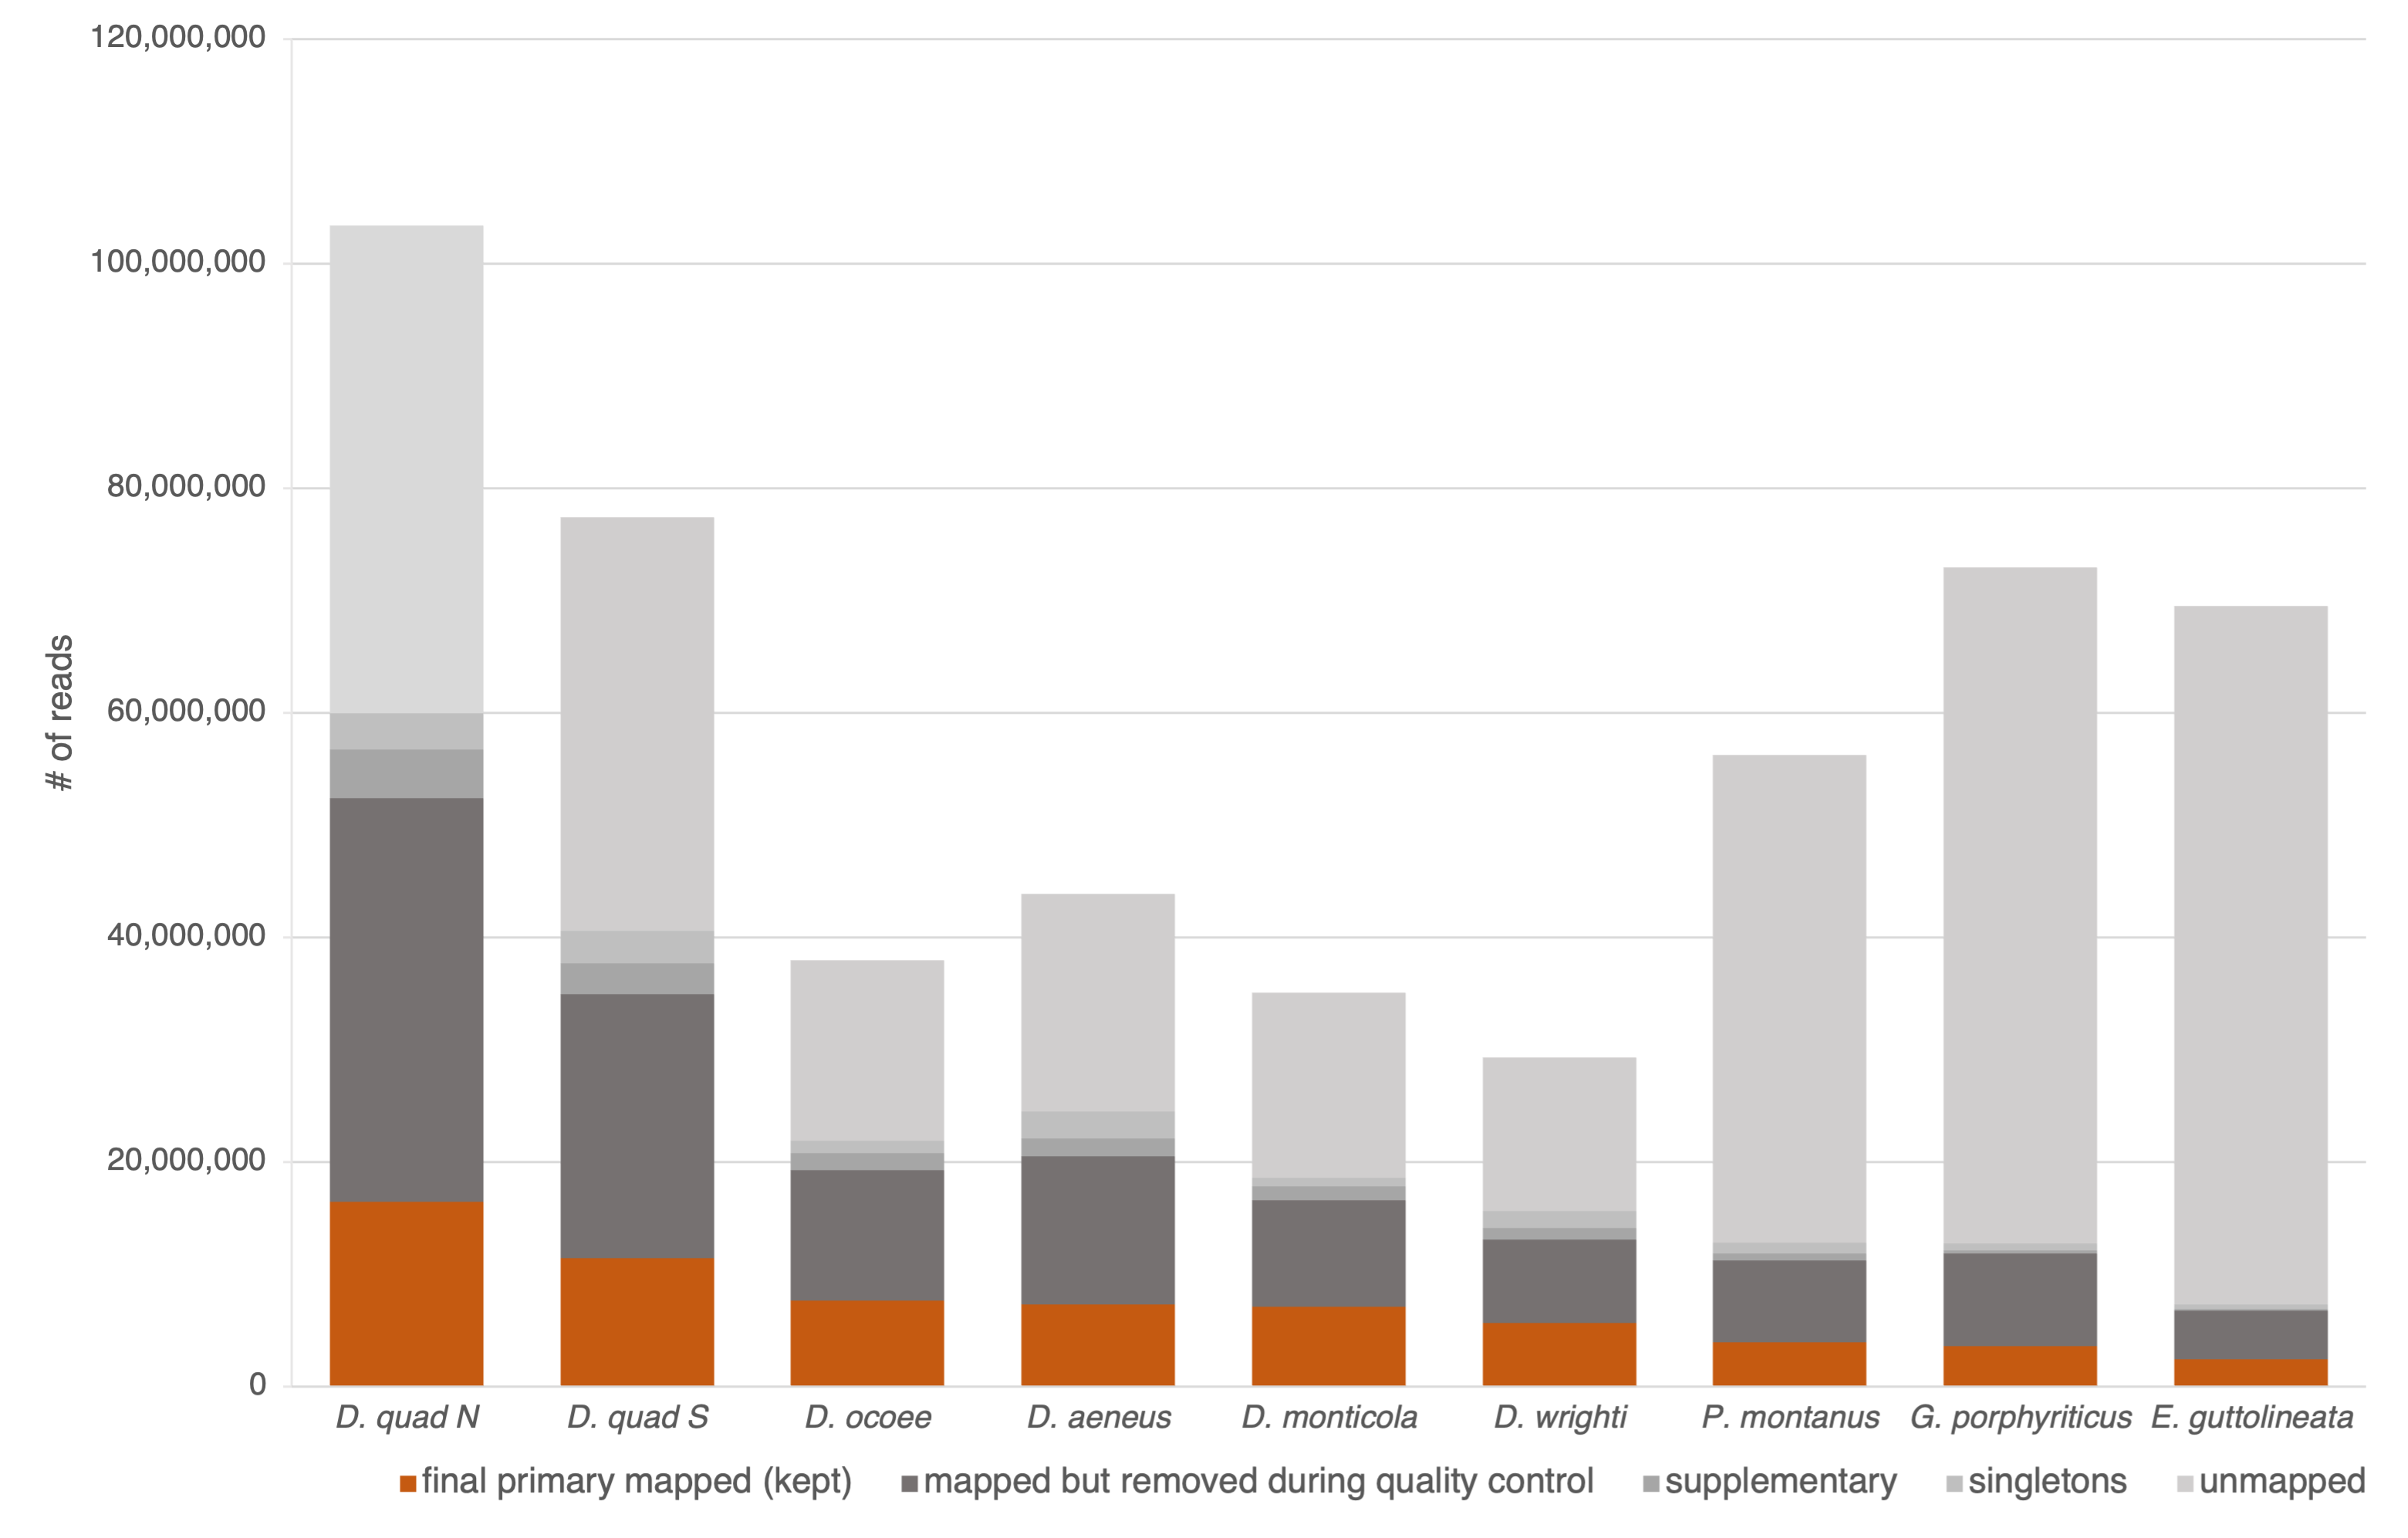 120,000,000
100,000,000
80,000,000
60,000,000
40,000,000
20,000,000
0
# of reads
D. quad N D. quad S D. ocoee D. aeneus D. monticola D. wrighti P. montanus G. porphyriticus E. guttolineata
final primary mapped (kept) mapped but removed during quality control supplementary singletons unmapped